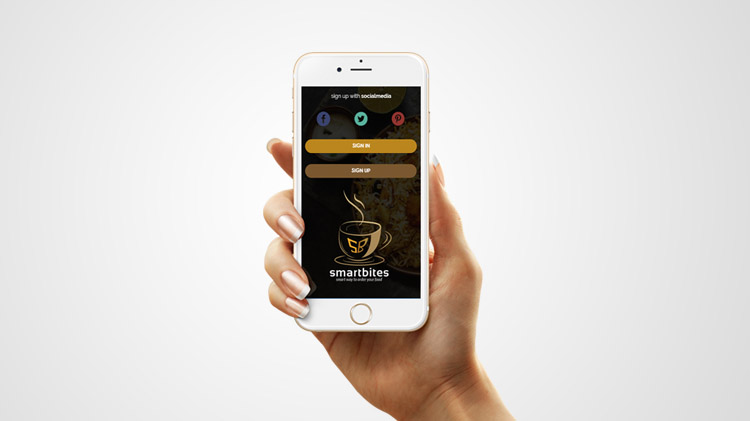 sign up with socialmedia
SIGN IN
SIGN UP
SB
smartbites
smart way to order your food